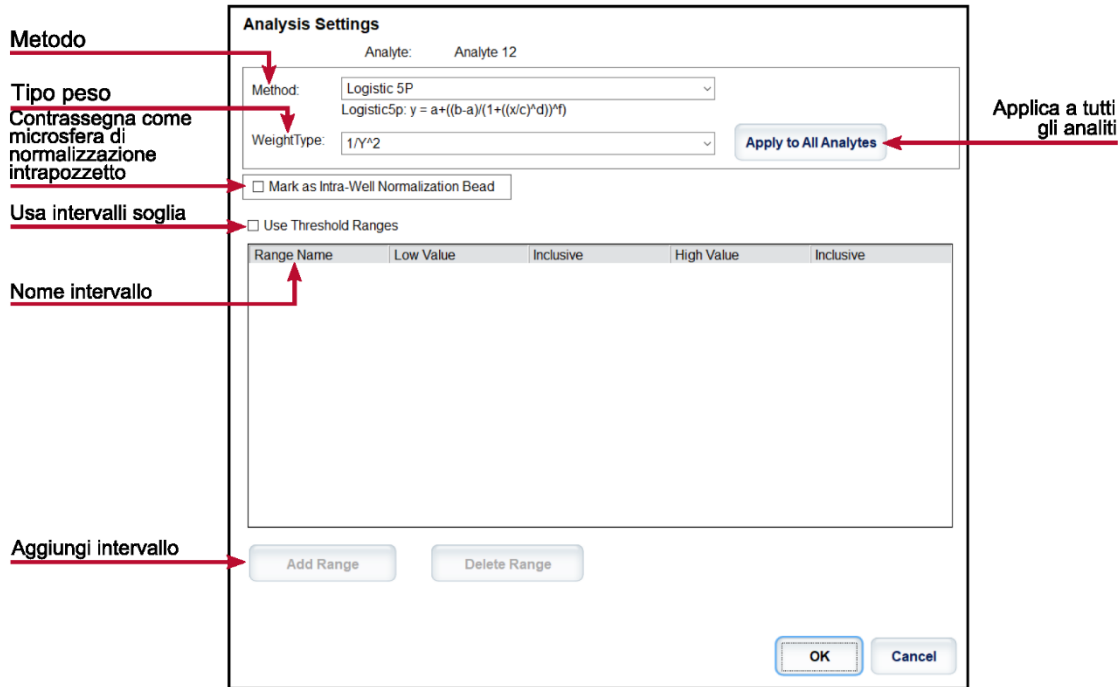 Analysis Settings
Metodo
Analyte: Analyte 12
Method: Logistic 5P
Logistic5p: y = a+((b-a)/(1+((x/c)^d))^f)
Tipo peso
WeightType: 1/Y^2
Apply to All Analytes
Applica a tutti
gli analiti
Contrassegna come
microsfera di
normalizzazione
intrapozzetto
Mark as Intra-Well Normalization Bead
Usa intervalli soglia
Use Threshold Ranges
Range Name Low Value Inclusive High Value Inclusive
Nome intervallo
Aggiungi intervallo
Add Range Delete Range
OK Cancel